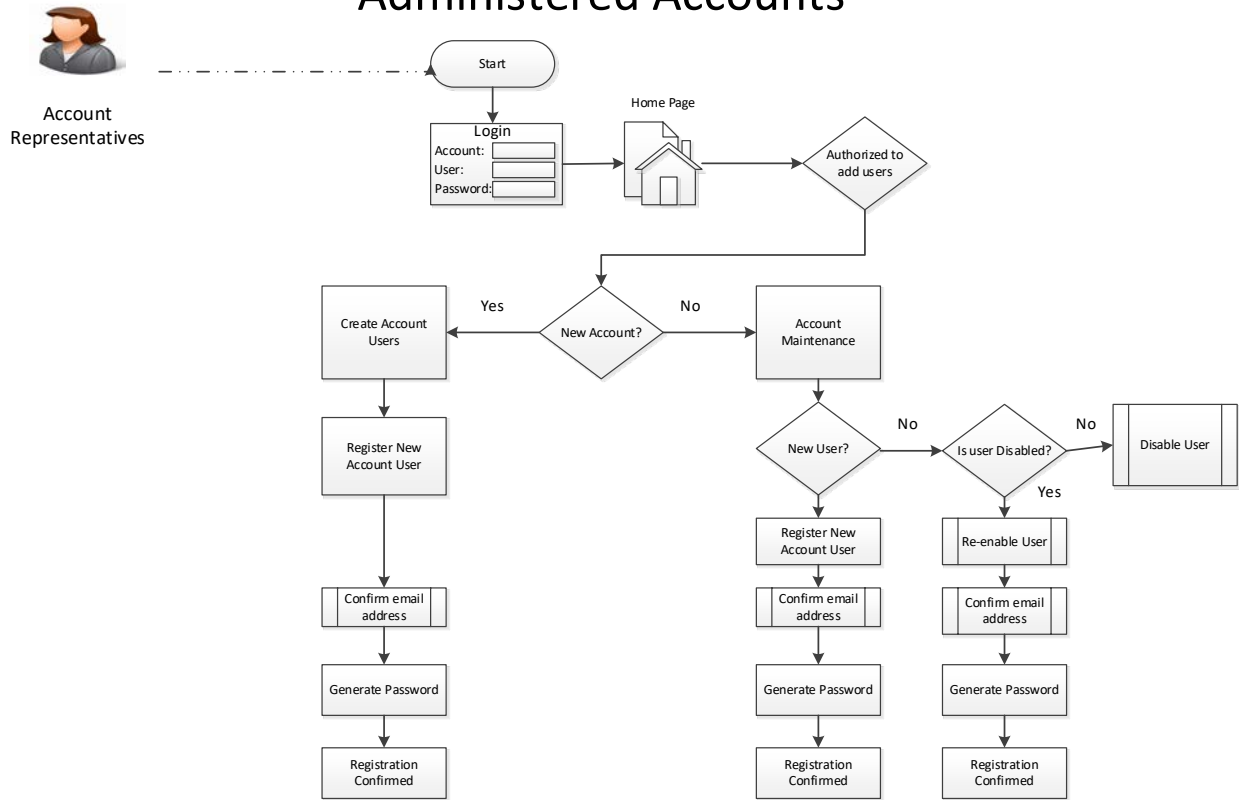 Administered Accounts
Account
Representatives
Start
Login
Account:
User:
Password:
Home Page
Authorized to
add users
Create Account
Users
Yes
New Account?
No
Account
Maintenance
Register New
Account User
New User?
No
Is user Disabled?
No
Disable User
Yes
Register New
Account User
Re-enable User
Confirm email
address
Confirm email
address
Confirm email
address
Generate Password
Generate Password
Generate Password
Registration
Confirmed
Registration
Confirmed
Registration
Confirmed